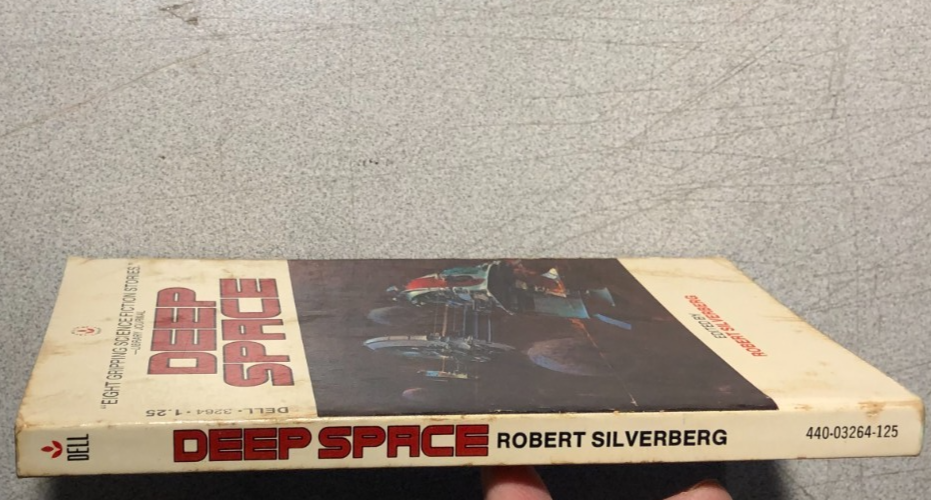 "EIGHT GRIPPING SCIENCE FICTION STORIES."
—LIBRARY JOURNAL
DEEP
SPACE
DELL • 3264 • 1.25
EDITED BY
ROBERT SILVERBERG
DELL
DEEP SPACE
ROBERT SILVERBERG
440-03264-125